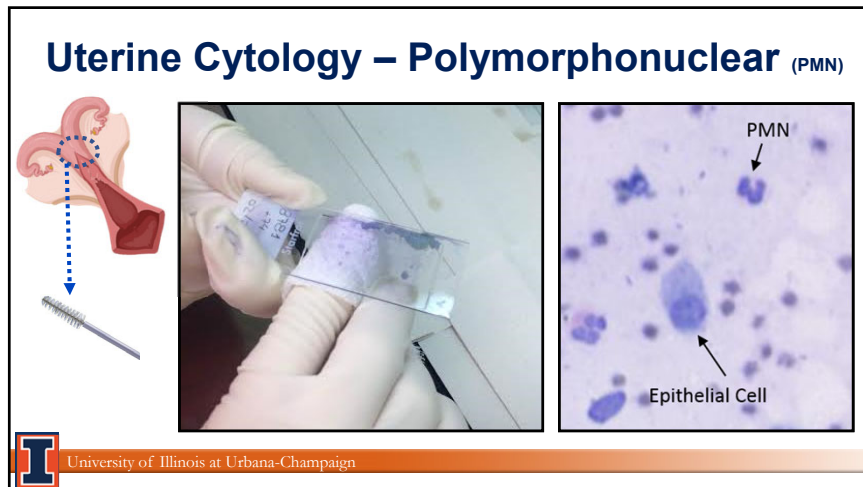 Uterine Cytology – Polymorphonuclear (PMN)
PMN
Epithelial Cell
I
University of Illinois at Urbana-Champaign